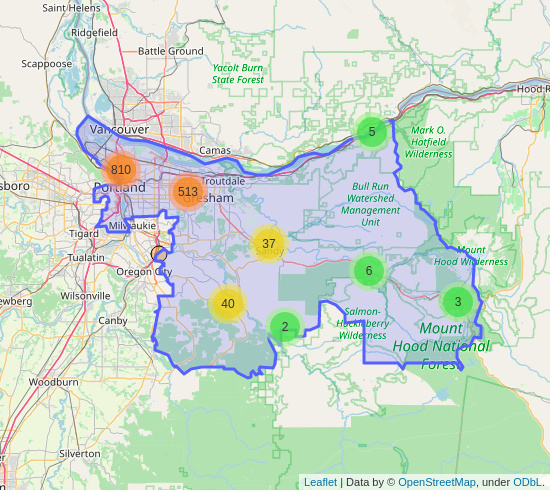 Saint Helens
Ridgefield
Battle Ground
Scappoose
Yacolt Burn
State Forest
Hood R
Vancouver
Camas
5
Mark O.
Hatfield
Wilderness
810
Portland
Troutdale
513
Gresham
Bull Run
Watershed
Management
Unit
sboro
Tigard
Milwaukie
37
Sandy
Mount
Hood Wilderness
Tualatin
Oregon City
6
ewberg
Wilsonville
40
3
Canby
2
Salmon-
Huckleberry
Wilderness
Mount
Hood National
Forest
Woodburn
Silverton
Leaflet | Data by © OpenStreetMap, under ODbL.